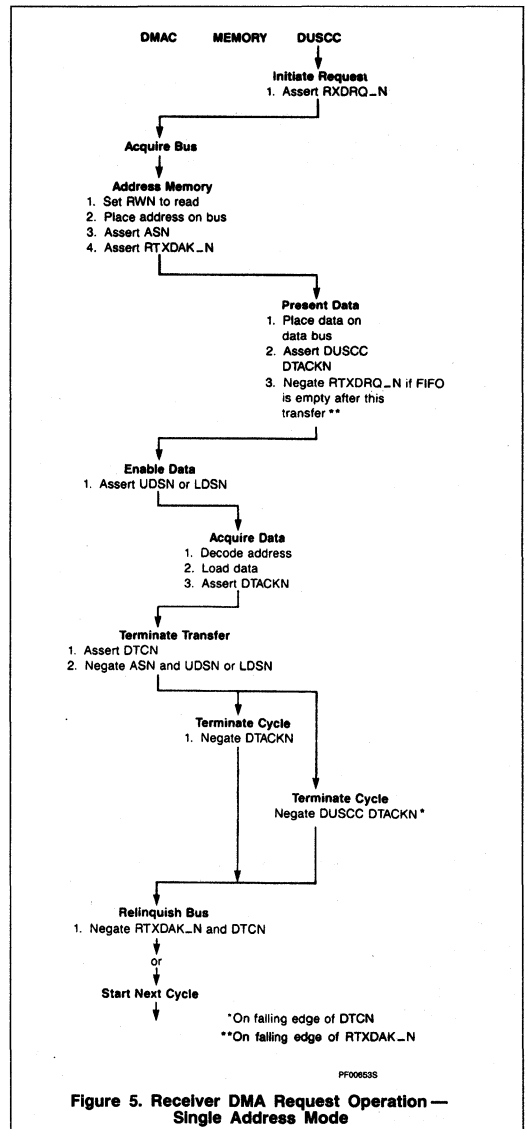 DMAC MEMORY DUSCC
Initiate Request
1. Assert RXDRQ_N
Acquire Bus
Address Memory
1. Set RWN to read
2. Place address on bus
3. Assert ASN
4. Assert RTXDAK_N
Present Data
1. Place data on
data bus
2. Assert DUSCC
DTACKN
3. Negate RTXDRQ_N if FIFO
is empty after this
transfer **
Enable Data
1. Assert UDSN or LDSN
Acquire Data
1. Decode address
2. Load data
3. Assert DTACKN
Terminate Transfer
1. Assert DTCN
2. Negate ASN and UDSN or LDSN
Terminate Cycle
1. Negate DTACKN
Terminate Cycle
Negate DUSCC DTACKN *
Relinquish Bus
1. Negate RTXDAK_N and DTCN
or
Start Next Cycle
*On falling edge of DTCN
**On falling edge of RTXDAK_N
PF00653S
Figure 5. Receiver DMA Request Operation —
Single Address Mode